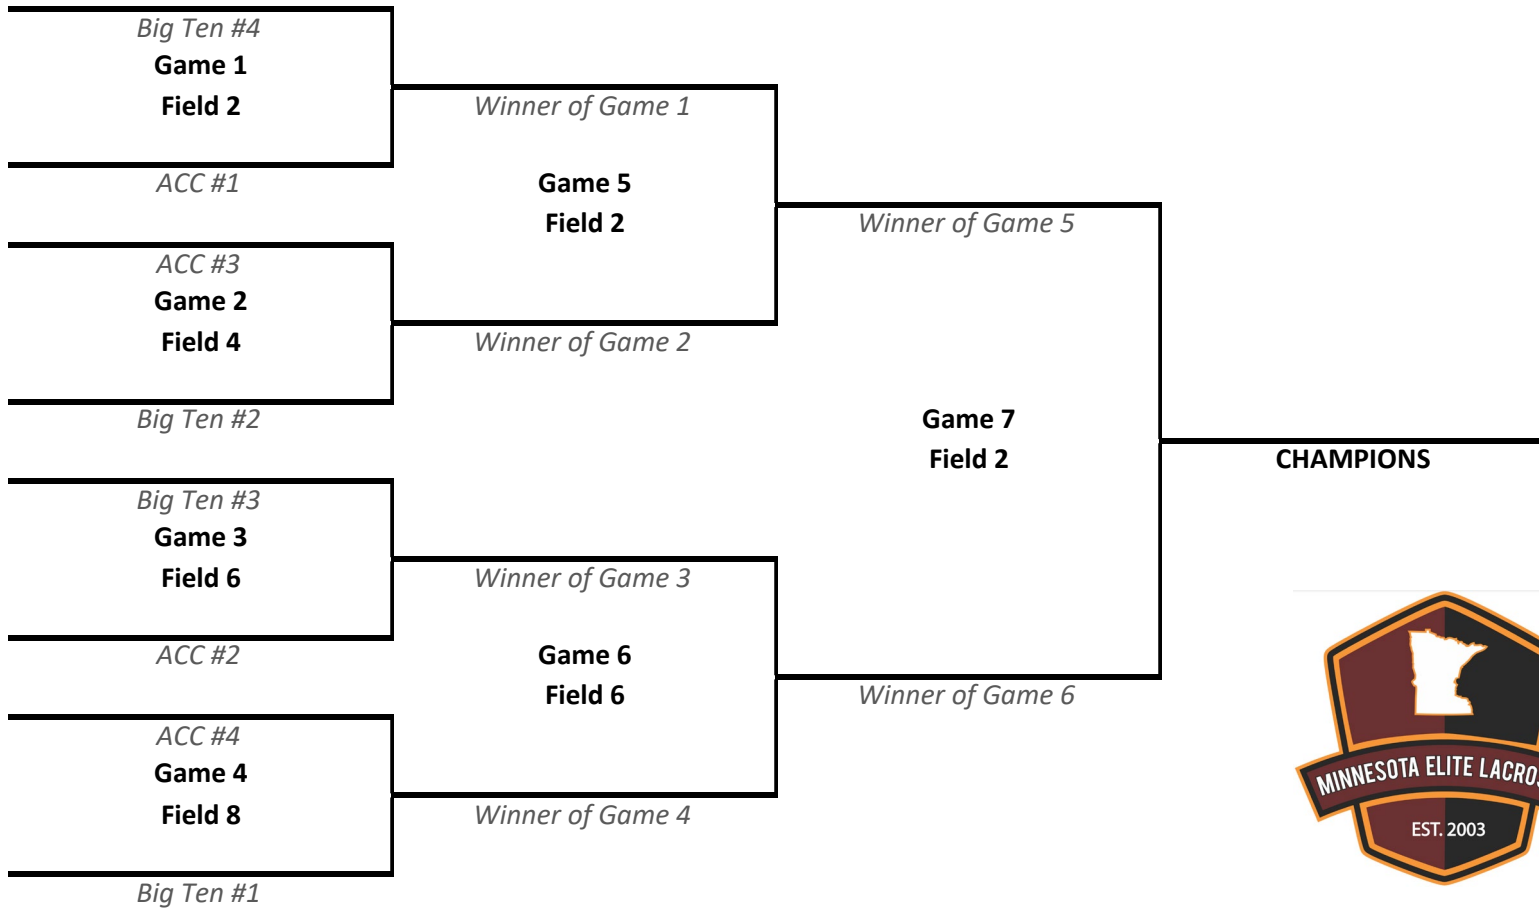 Big Ten #4
Game 1
Field 2
ACC #1
Winner of Game 1
Game 5
Field 2
ACC #3
Game 2
Field 4
Big Ten #2
Winner of Game 2
Winner of Game 5
Game 7
Field 2
CHAMPIONS
Big Ten #3
Game 3
Field 6
ACC #2
Winner of Game 3
Game 6
Field 6
ACC #4
Game 4
Field 8
Big Ten #1
Winner of Game 4
Winner of Game 6
MINNESOTA ELITE LACROS
EST. 2003